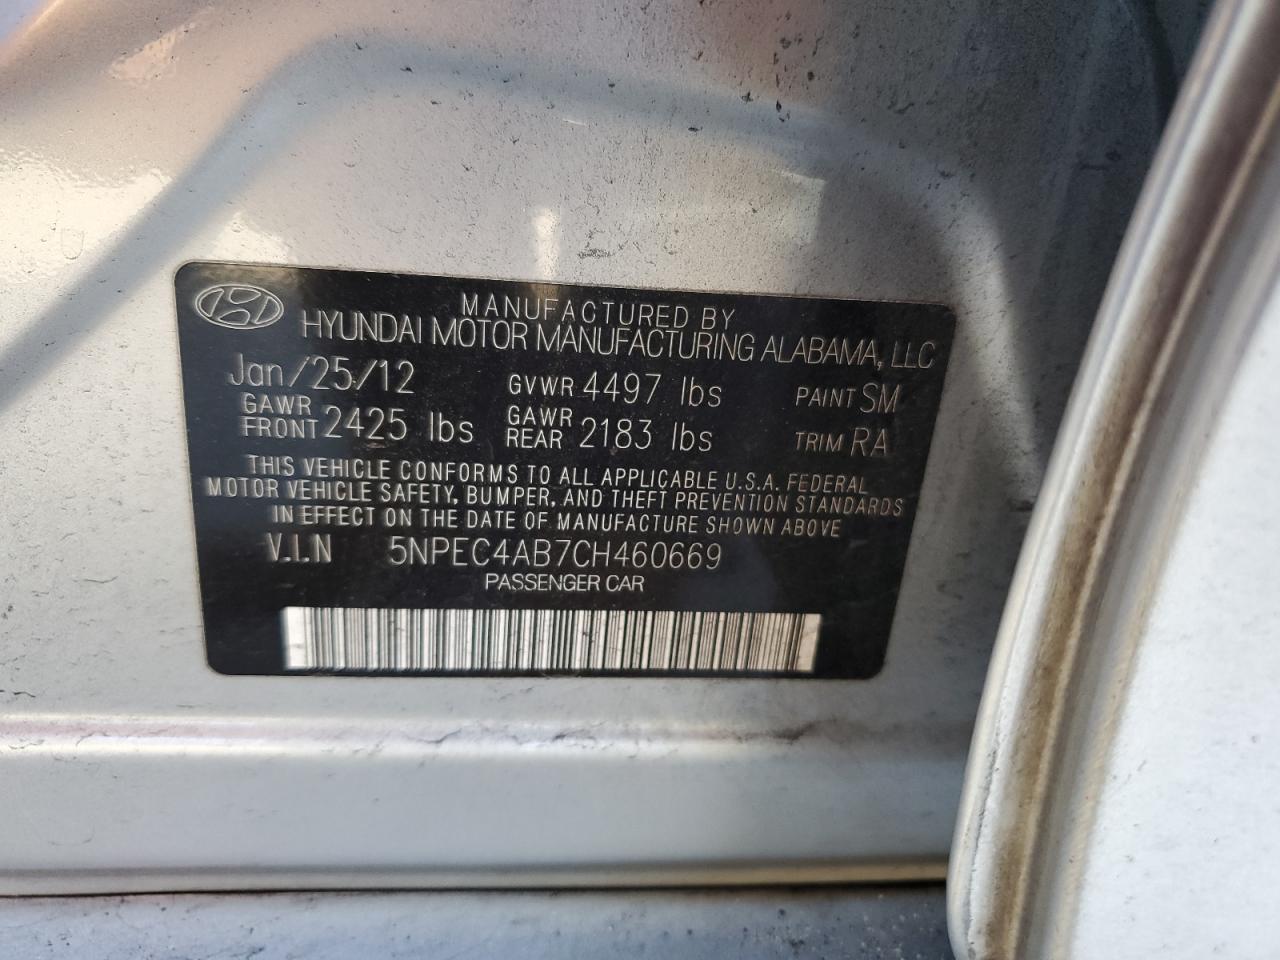 MANUFACTURED BY
HYUNDAI MOTOR MANUFACTURING ALABAMA, LLC
Jan/25/12 GVWR 4497 lbs PAINT SM
GAWR FRONT 2425 lbs GAWR REAR 2183 lbs TRIM RA
THIS VEHICLE CONFORMS TO ALL APPLICABLE U.S.A. FEDERAL
MOTOR VEHICLE SAFETY, BUMPER, AND THEFT PREVENTION STANDARDS
IN EFFECT ON THE DATE OF MANUFACTURE SHOWN ABOVE
V.I.N 5NPEC4AB7CH460669
PASSENGER CAR